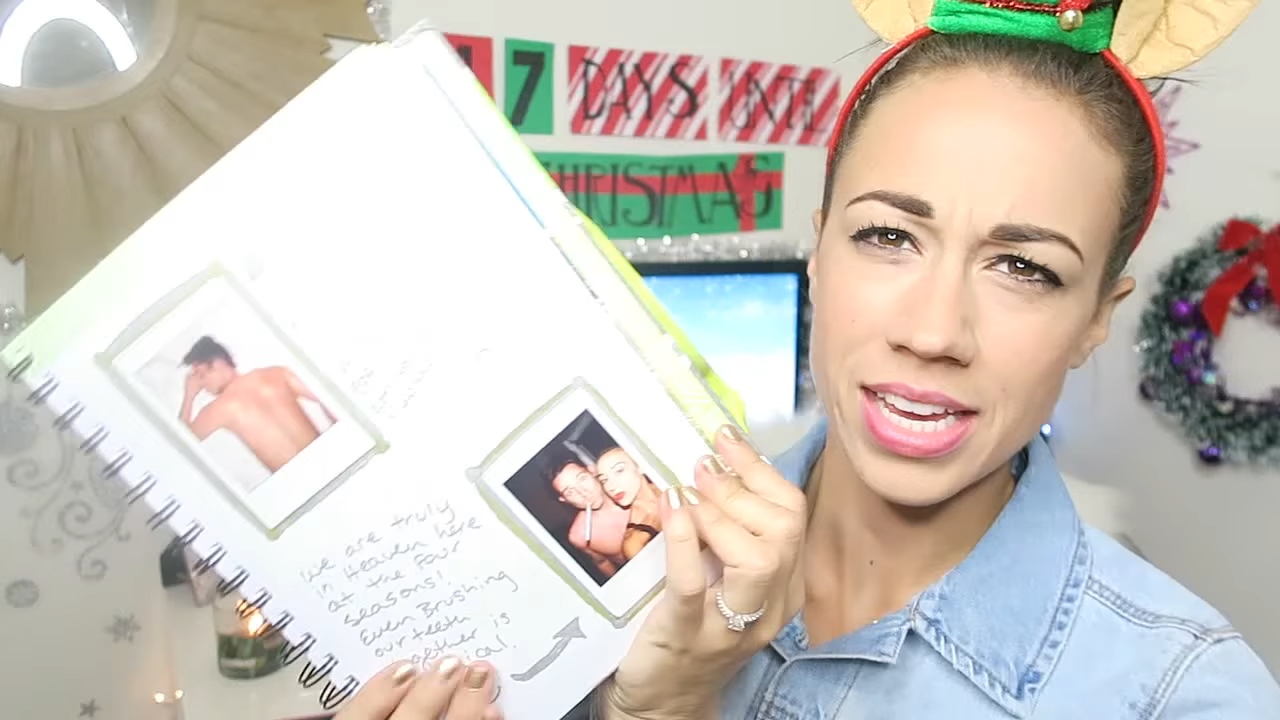 17 DAYS UNTIL
CHRISTMAS
we are truly
in Heaven here
at the four
seasons!
Even Brushing
our teeth
together is